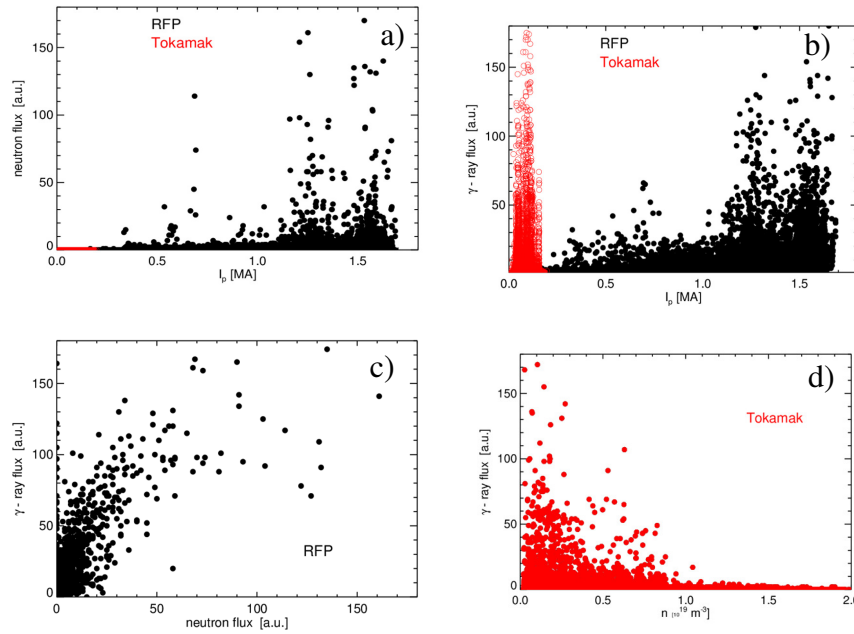 RFP
Tokamak
a)
neutron flux [a.u.]
150
100
50
0
0.0 0.5 1.0 1.5
Ip [MA]
RFP
Tokamak
b)
γ - ray flux [a.u.]
150
100
50
0.0 0.5 1.0 1.5
Ip [MA]
c)
γ - ray flux [a.u.]
150
100
50
0
RFP
0 50 100 150
neutron flux [a.u.]
d)
Tokamak
γ - ray flux [a.u.]
150
100
50
0
0.0 0.5 1.0 1.5 2.0
n [10^19 m^-3]